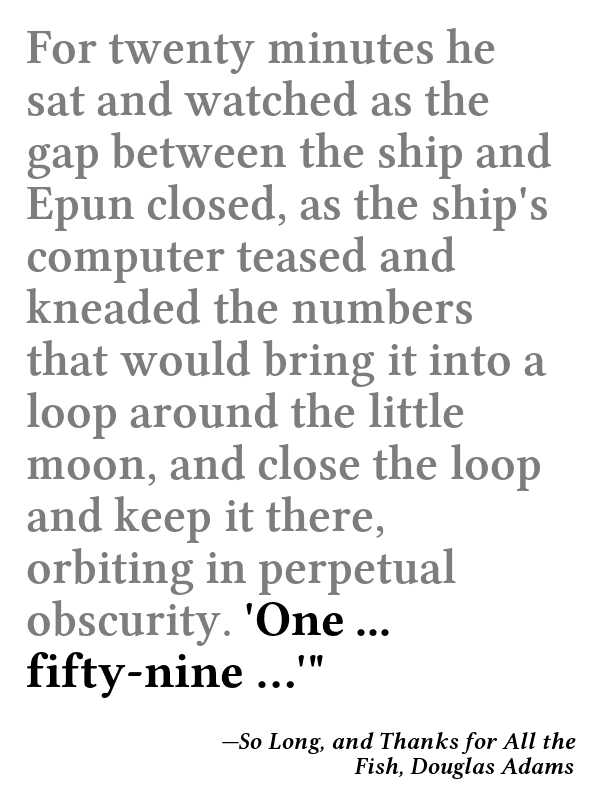 For twenty minutes he
sat and watched as the
gap between the ship and
Epun closed, as the ship's
computer teased and
kneaded the numbers
that would bring it into a
loop around the little
moon, and close the loop
and keep it there,
orbiting in perpetual
obscurity. 'One ...
fifty-nine ...'"
—So Long, and Thanks for All the
Fish, Douglas Adams